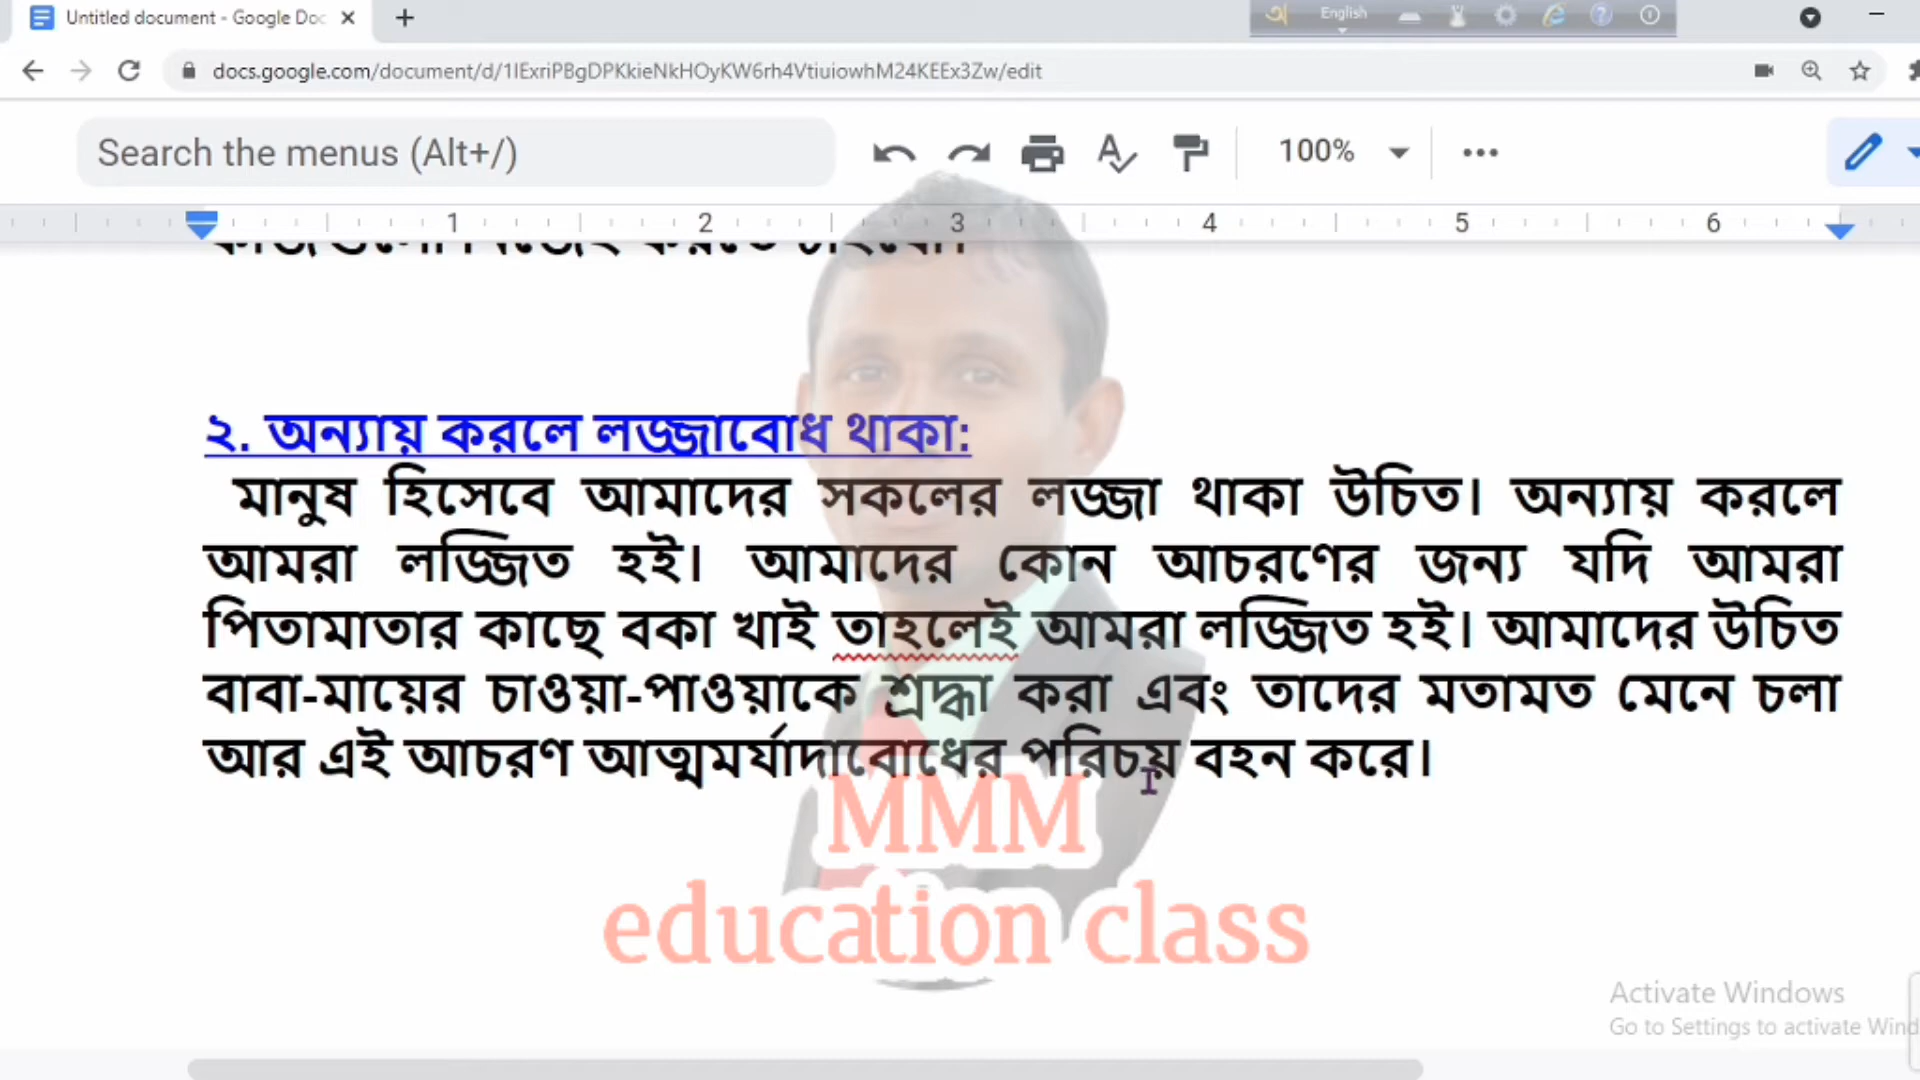 Untitled document - Google Doc
English
docs.google.com/document/d/1lExriPBgDPKkieNkHOyKW6rh4VtiuiowhM24KEEx3Zw/edit
Search the menus (Alt+/)
100%
1 2 3 4 5 6
২. অন্যায় করলে লজ্জাবোধ থাকা:
মানুষ হিসেবে আমাদের সকলের লজ্জা থাকা উচিত। অন্যায় করলে
আমরা লজ্জিত হই। আমাদের কোন আচরণের জন্য যদি আমরা
পিতামাতার কাছে বকা খাই তাহলেই আমরা লজ্জিত হই। আমাদের উচিত
বাবা-মায়ের চাওয়া-পাওয়াকে শ্রদ্ধা করা এবং তাদের মতামত মেনে চলা
আর এই আচরণ আত্মমর্যাদাবোধের পরিচয় বহন করে।
MMM
education class
Activate Windows
Go to Settings to activate Wind